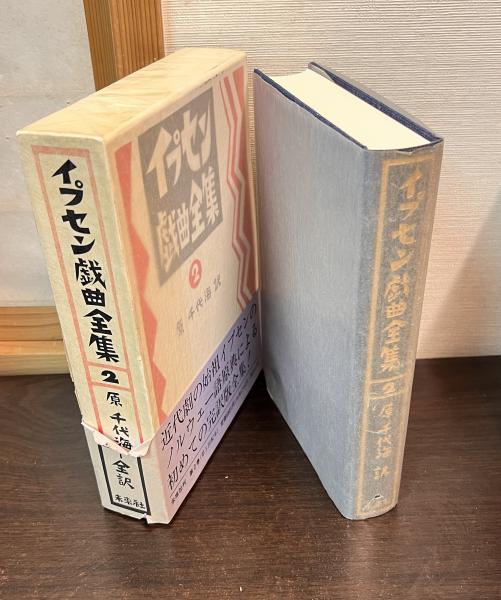 イプセン戯曲全集
2
原千代海全訳
未来社
イプセン
戯曲全集
2
原千代海訳
近代劇の始祖イプセンの
ノルウェー語原典による
初めての完訳版全集!
イプセン戯曲全集
2
原千代海訳